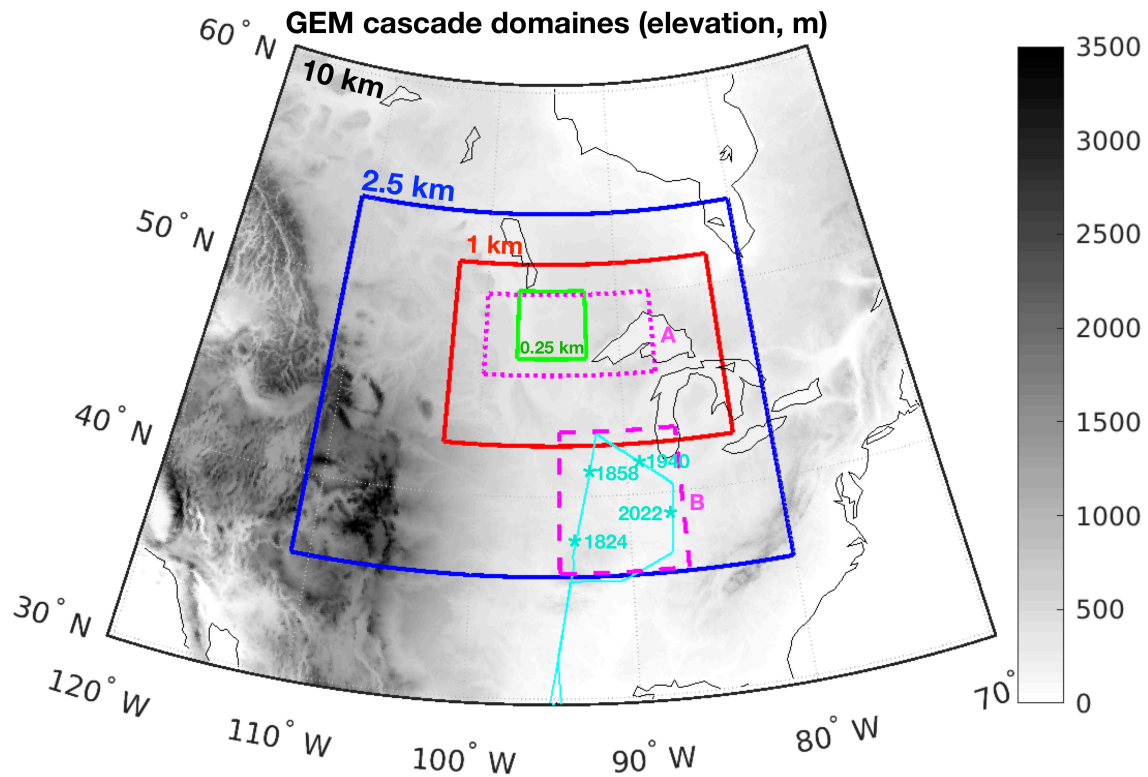 GEM cascade domaines (elevation, m)
60° N
10 km
3500
3000
2.5 km
50° N
2500
1 km
2000
A
0.25 km
1500
40° N
1940
1858
B
2022
1000
1824
500
30° N
0
120° W
70°
110° W
80° W
100° W
90° W